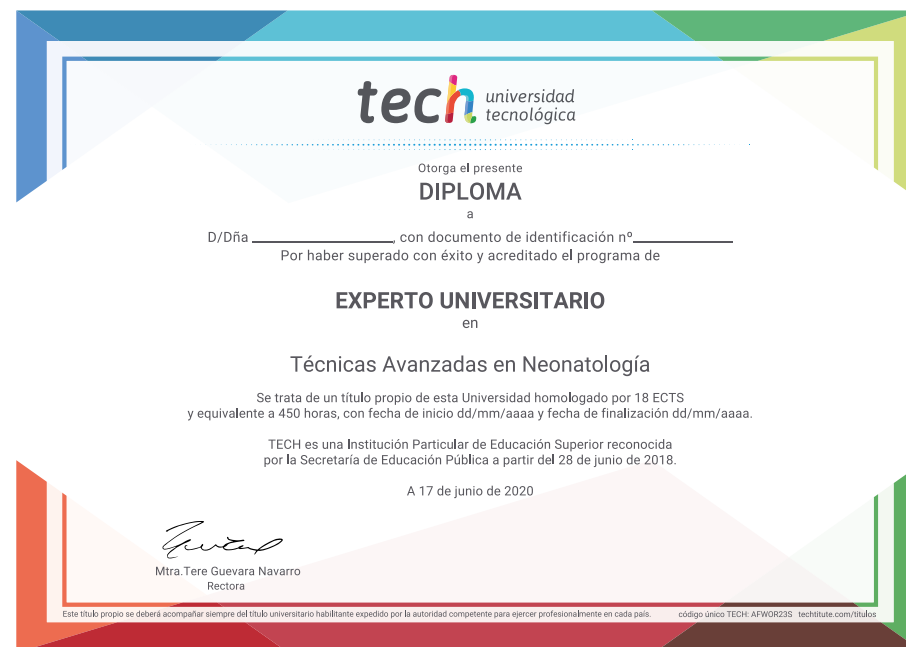 tech universidad
tecnológica
Otorga el presente
DIPLOMA
a
D/Dña ____________________, con documento de identificación nº______________
Por haber superado con éxito y acreditado el programa de
EXPERTO UNIVERSITARIO
en
Técnicas Avanzadas en Neonatología
Se trata de un título propio de esta Universidad homologado por 18 ECTS
y equivalente a 450 horas, con fecha de inicio dd/mm/aaaa y fecha de finalización dd/mm/aaaa.
TECH es una Institución Particular de Educación Superior reconocida
por la Secretaría de Educación Pública a partir del 28 de junio de 2018.
A 17 de junio de 2020
Mtra.Tere Guevara Navarro
Rectora
Este título propio se deberá acompañar siempre del título universitario habilitante expedido por la autoridad competente para ejercer profesionalmente en cada país. código único TECH: AFWOR23S techtitute.com/titulos